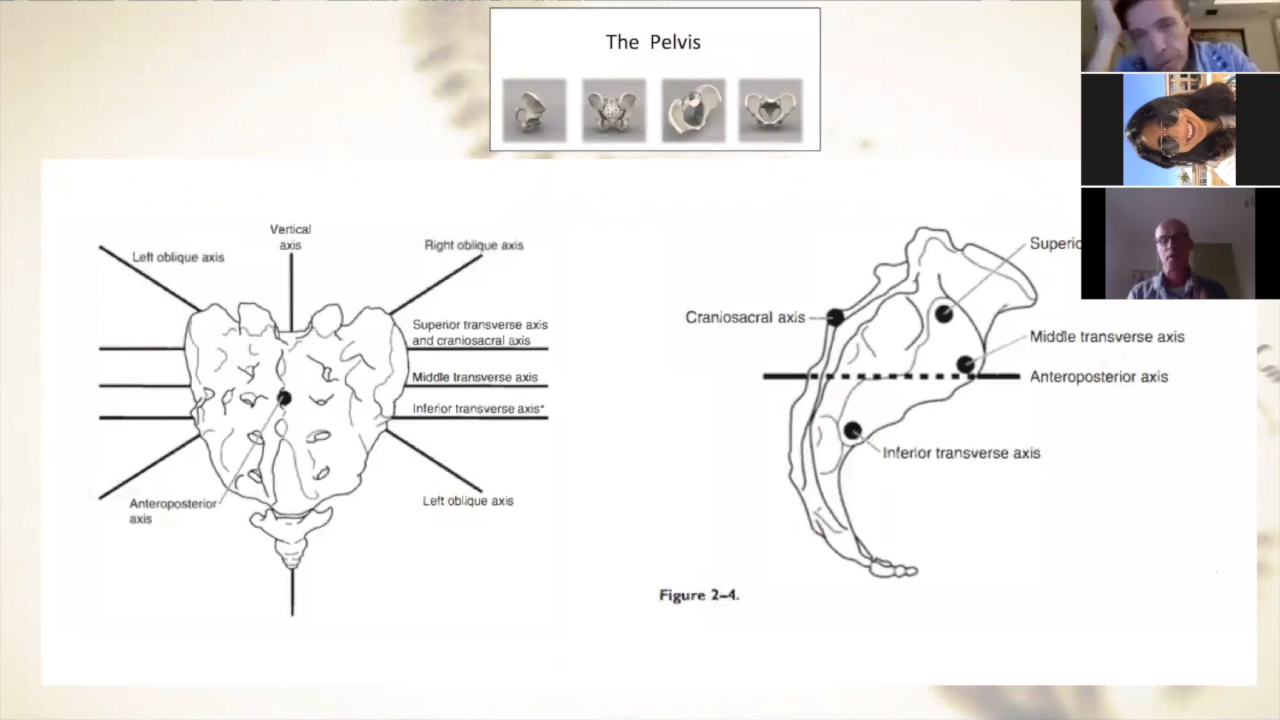 The Pelvis
Vertical
axis
Left oblique axis
Right oblique axis
Superior transverse axis
and craniosacral axis
Middle transverse axis
Inferior transverse axis*
Anteroposterior
axis
Left oblique axis
Craniosacral axis
Middle transverse axis
Anteroposterior axis
Inferior transverse axis
Figure 2–4.